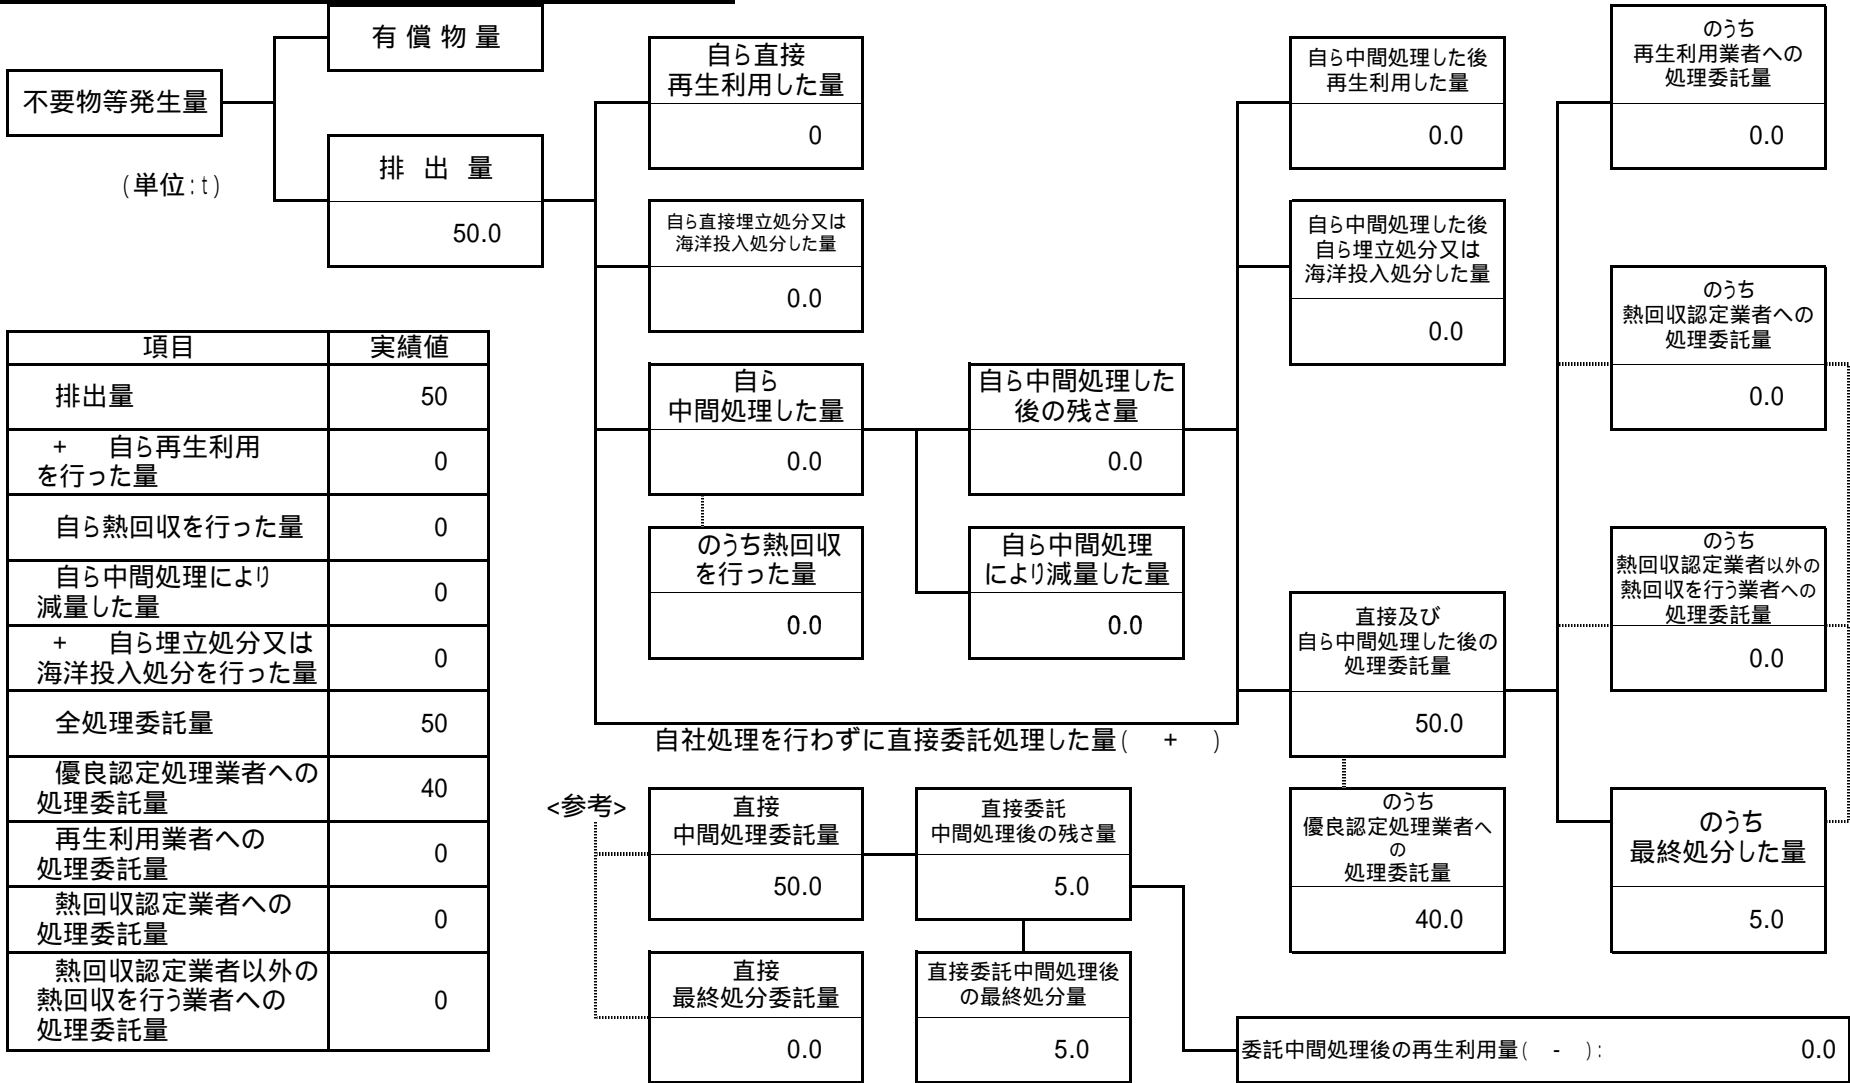 有償物量
不要物等発生量
(単位:t)
排出量
50.0
自ら直接
再生利用した量
0
自ら直接埋立処分又は
海洋投入処分した量
0.0
自ら
中間処理した量
0.0
のうち熱回収
を行った量
0.0
自ら中間処理した
後の残さ量
0.0
自ら中間処理
により減量した量
0.0
自ら中間処理した後
再生利用した量
0.0
自ら中間処理した後
自ら埋立処分又は
海洋投入処分した量
0.0
直接及び
自ら中間処理した後の
処理委託量
50.0
のうち
優良認定処理業者へ
の
処理委託量
40.0
のうち
再生利用業者への
処理委託量
0.0
のうち
熱回収認定業者への
処理委託量
0.0
のうち
熱回収認定業者以外の
熱回収を行う業者への
処理委託量
0.0
のうち
最終処分した量
5.0
自社処理を行わずに直接委託処理した量( + )
<参考>
直接
中間処理委託量
50.0
直接委託
中間処理後の残さ量
5.0
直接
最終処分委託量
0.0
直接委託中間処理後
の最終処分量
5.0
委託中間処理後の再生利用量( - ): 0.0
項目 実績値
排出量 50
+ 自ら再生利用
を行った量 0
自ら熱回収を行った量 0
自ら中間処理により
減量した量 0
+ 自ら埋立処分又は
海洋投入処分を行った量 0
全処理委託量 50
優良認定処理業者への
処理委託量 40
再生利用業者への
処理委託量 0
熱回収認定業者への
処理委託量 0
熱回収認定業者以外の
熱回収を行う業者への
処理委託量 0